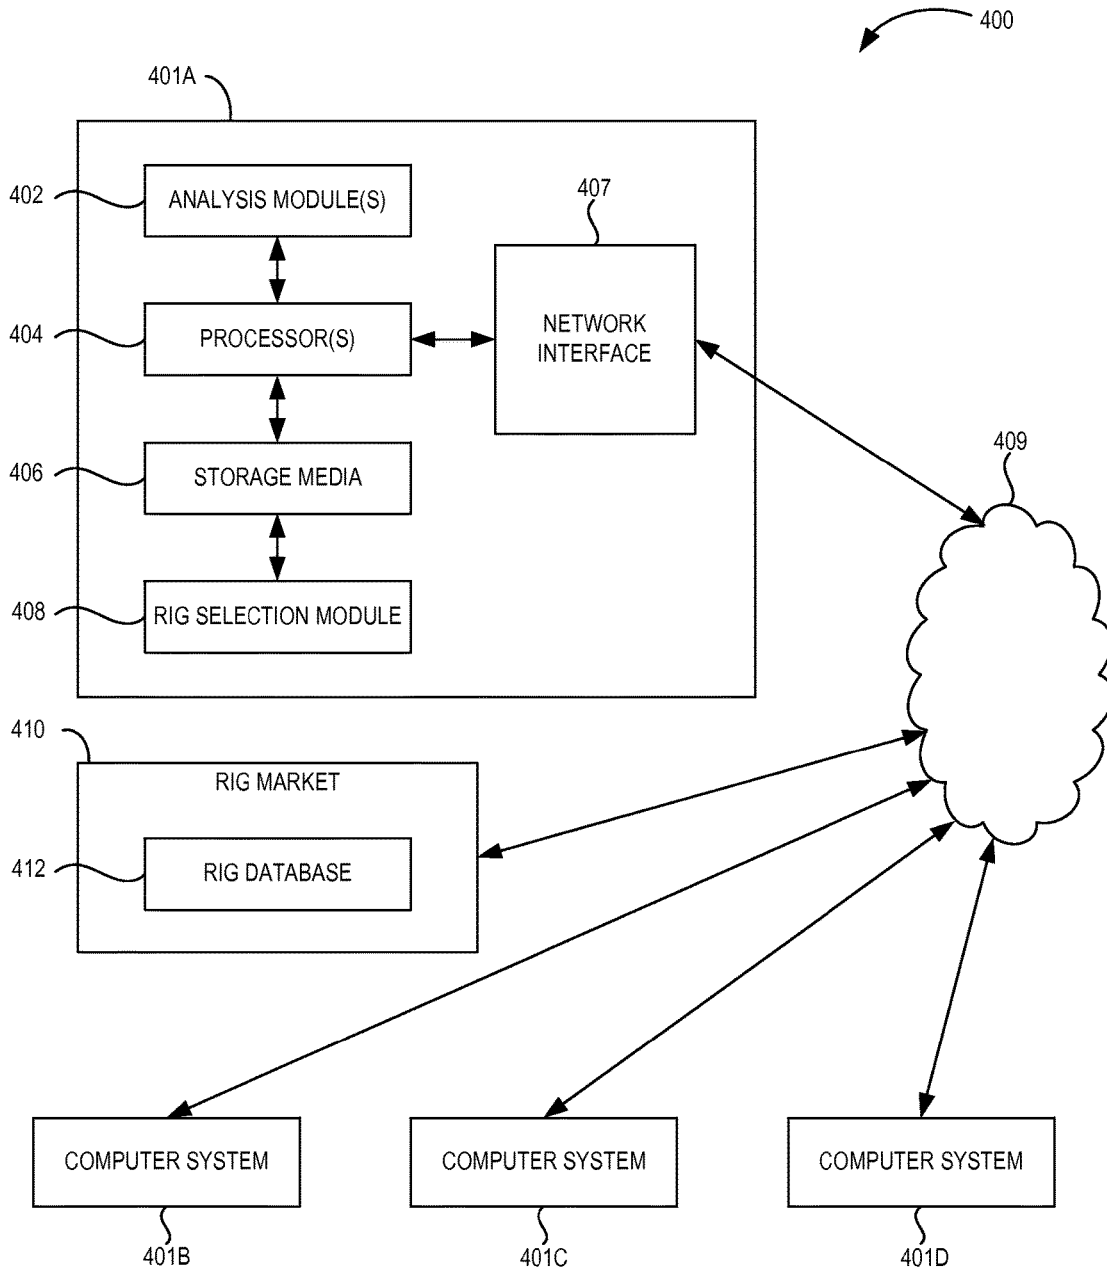 400
401A
402
ANALYSIS MODULE(S)
407
404
PROCESSOR(S)
NETWORK
INTERFACE
409
406
STORAGE MEDIA
408
RIG SELECTION MODULE
410
RIG MARKET
412
RIG DATABASE
COMPUTER SYSTEM
COMPUTER SYSTEM
COMPUTER SYSTEM
401B
401C
401D